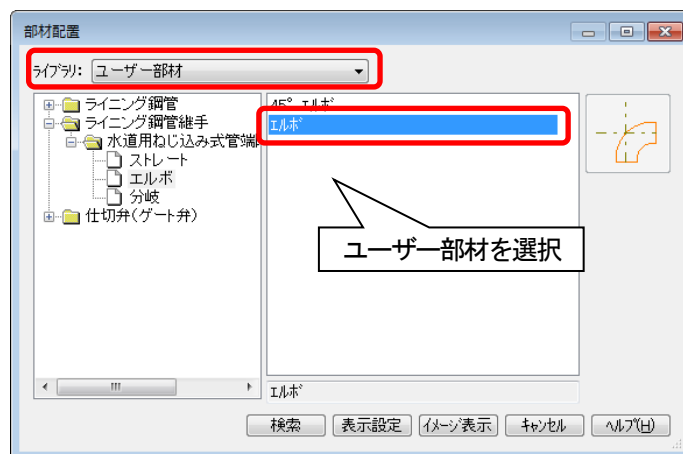 部材配置
ﾗｲﾌﾞﾗﾘ: ユーザー部材
ライニング鋼管
ライニング鋼管継手
水道用ねじ込み式管端
ストレート
エルボ
分岐
仕切弁(ゲート弁)
45° ｴﾙﾎﾞ
ｴﾙﾎﾞ
ユーザー部材を選択
ｴﾙﾎﾞ
検索 表示設定 ｲﾒｰｼﾞ表示 ｷｬﾝｾﾙ ﾍﾙﾌﾟ(H)